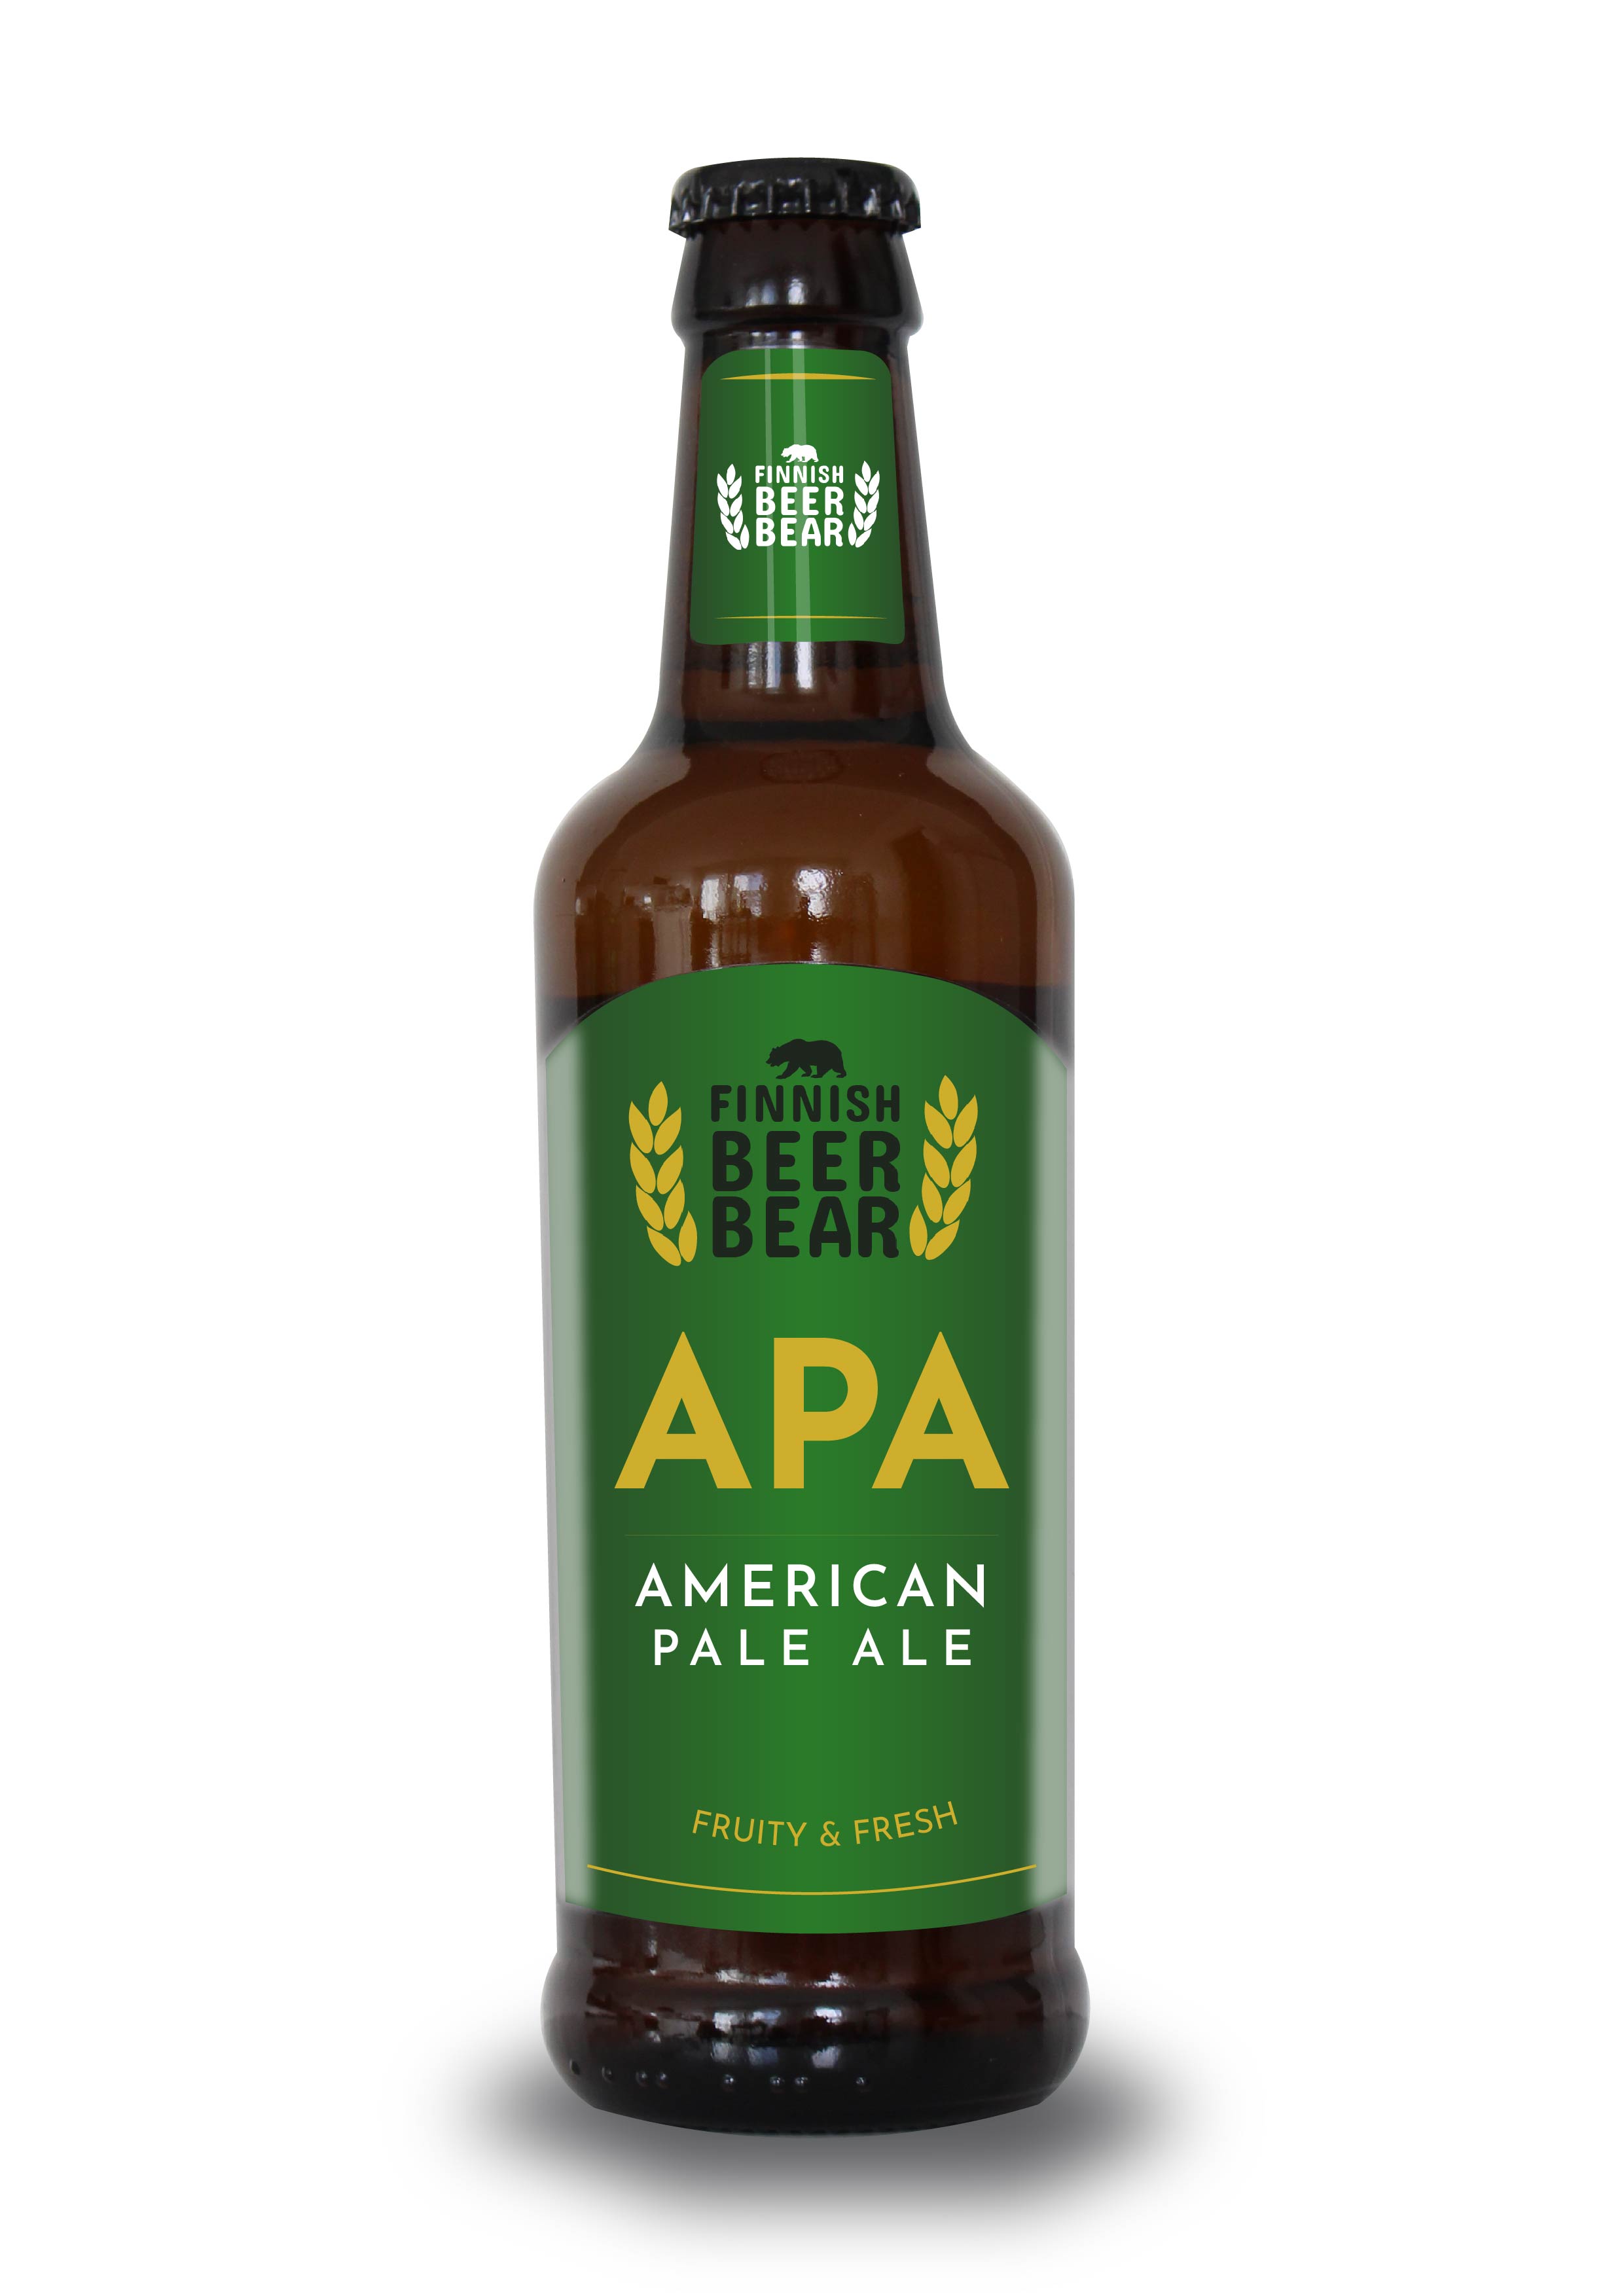 FINNISH
BEER
BEAR
FINNISH
BEER
BEAR
APA
AMERICAN
PALE ALE
FRUITY & FRESH